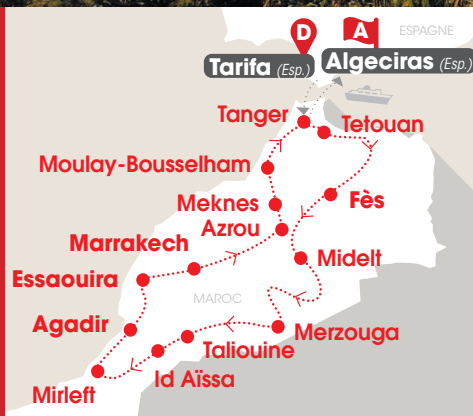 D
A
ESPAGNE
Tarifa (Esp.)
Algeciras (Esp.)
Tanger
Tetouan
Moulay-Bousselham
Meknes
Fès
Azrou
Marrakech
Midelt
Essaouira
MAROC
Agadir
Merzouga
Taliouine
Id Aïssa
Mirleft